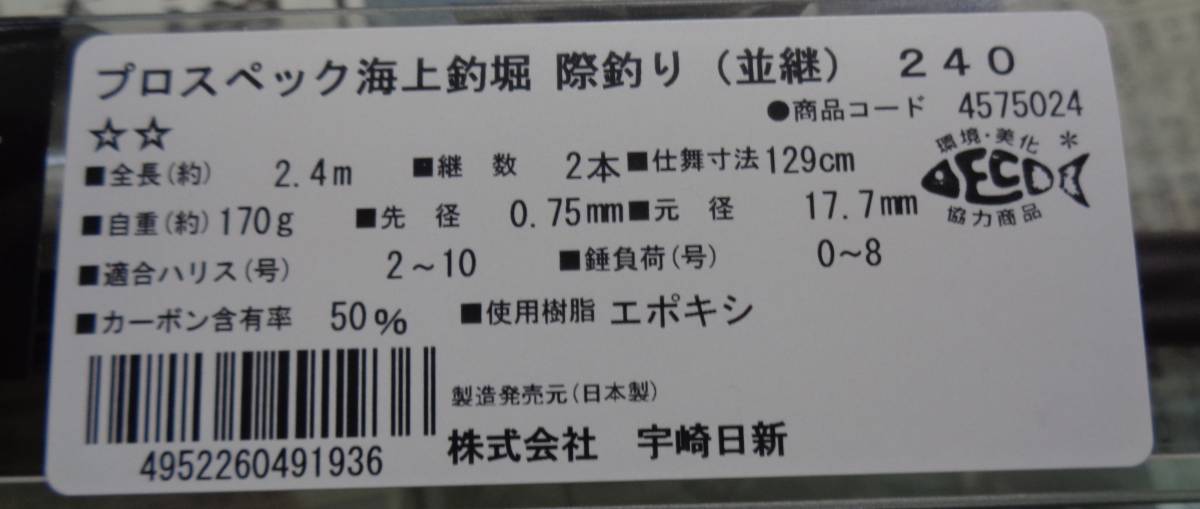 プロスペック海上釣堀 際釣り（並継） 240
●商品コード 4575024
☆☆
環境・美化 *
ECO
協力商品
■全長(約) 2.4m ■継 数 2本 ■仕舞寸法 129cm
■自重(約) 170g ■先 径 0.75mm ■元 径 17.7mm
■適合ハリス(号) 2~10 ■錘負荷(号) 0~8
■カーボン含有率 50% ■使用樹脂 エポキシ
製造発売元(日本製)
株式会社 宇崎日新
4952260491936